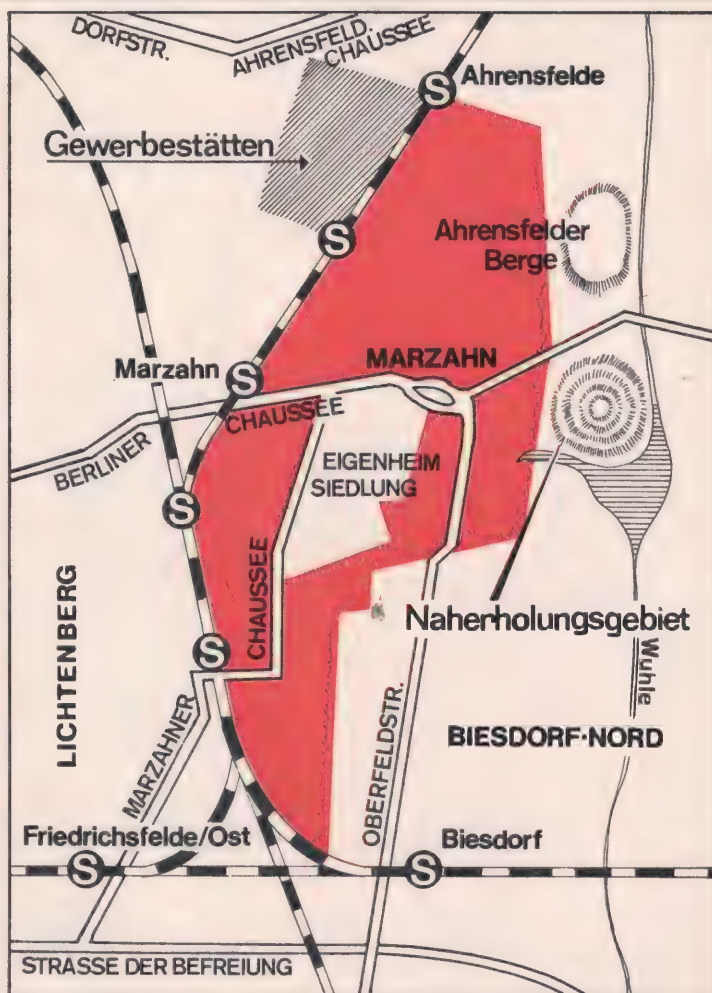 DORFSTR.
AHRENSFELD.
CHAUSSEE
S
Ahrensfelde
Gewerbestätten
S
Ahrensfelder
Berge
Marzahn
S
MARZAHN
BERLINER
CHAUSSEE
EIGENHEIM
SIEDLUNG
S
LICHTENBERG
CHAUSSEE
Naherholungsgebiet
S
Wuhle
MARZAHNER
OBERFELDSTR.
BIESDORF-NORD
Friedrichsfelde/Ost
S
Biesdorf
S
STRASSE DER BEFREIUNG